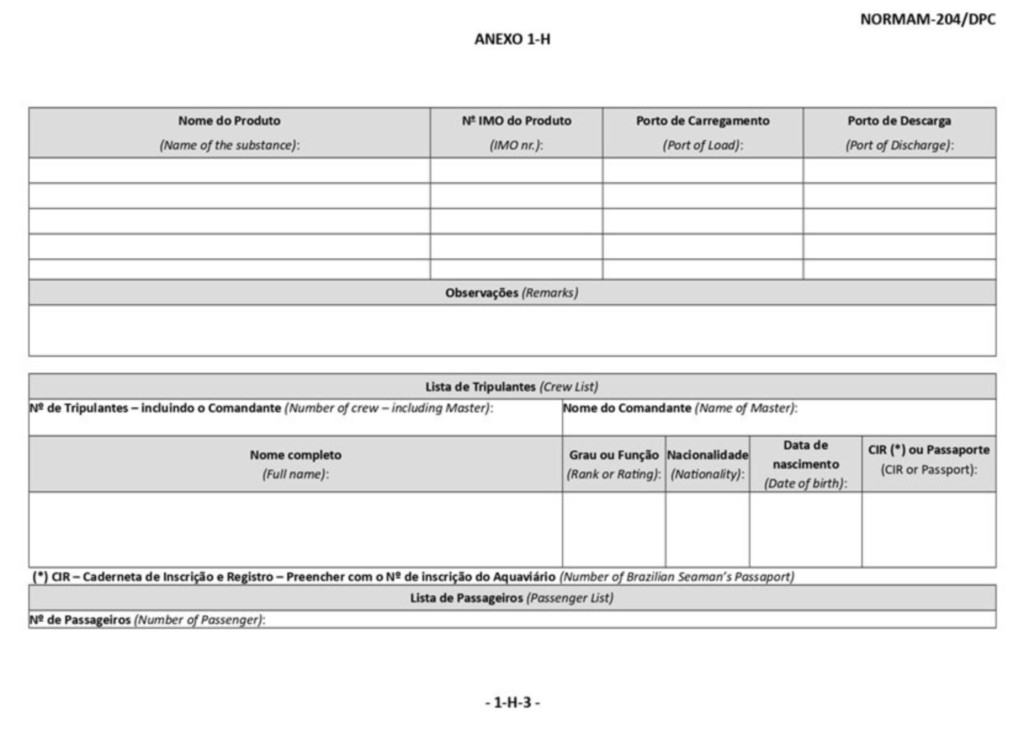 NORMAM-204/DPC
ANEXO 1-H
Nome do Produto
(Name of the substance):
Nº IMO do Produto
(IMO nr.):
Porto de Carregamento
(Port of Load):
Porto de Descarga
(Port of Discharge):
Observações (Remarks)
Lista de Tripulantes (Crew List)
Nº de Tripulantes – incluindo o Comandante (Number of crew – including Master):
Nome do Comandante (Name of Master):
Nome completo
(Full name):
Grau ou Função
(Rank or Rating):
Nacionalidade
(Nationality):
Data de
nascimento
(Date of birth):
CIR (*) ou Passaporte
(CIR or Passport):
(*) CIR – Caderneta de Inscrição e Registro – Preencher com o Nº de inscrição do Aquaviário (Number of Brazilian Seaman's Passaport)
Lista de Passageiros (Passenger List)
Nº de Passageiros (Number of Passenger):
- 1-H-3 -